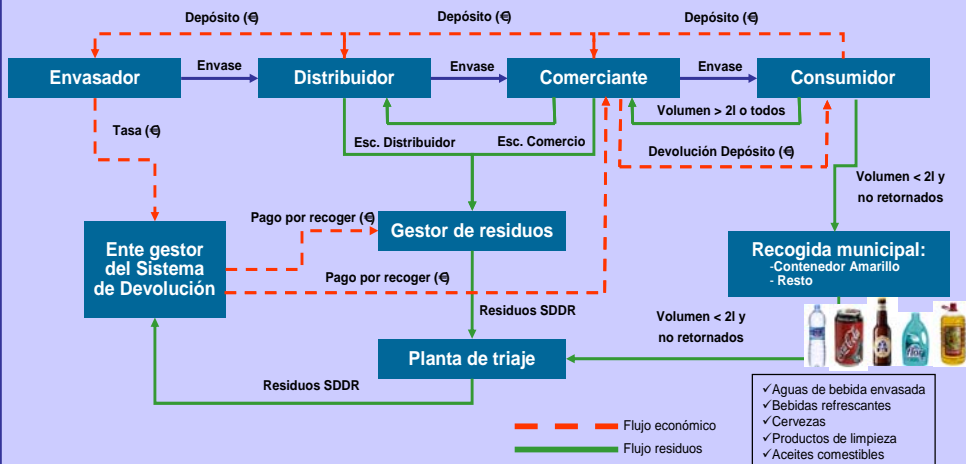 Depósito (€)
Depósito (€)
Depósito (€)
Envasador
Envase
Distribuidor
Envase
Comerciante
Envase
Consumidor
Tasa (€)
Esc. Distribuidor
Esc. Comercio
Volumen > 2l o todos
Devolución Depósito (€)
Volumen < 2l y
no retornados
Pago por recoger (€)
Gestor de residuos
Ente gestor
del Sistema
de Devolución
Pago por recoger (€)
Recogida municipal:
-Contenedor Amarillo
- Resto
Residuos SDDR
Volumen < 2l y
no retornados
Planta de triaje
Residuos SDDR
✓Aguas de bebida envasada
✓Bebidas refrescantes
✓Cervezas
✓Productos de limpieza
✓Aceites comestibles
Flujo económico
Flujo residuos